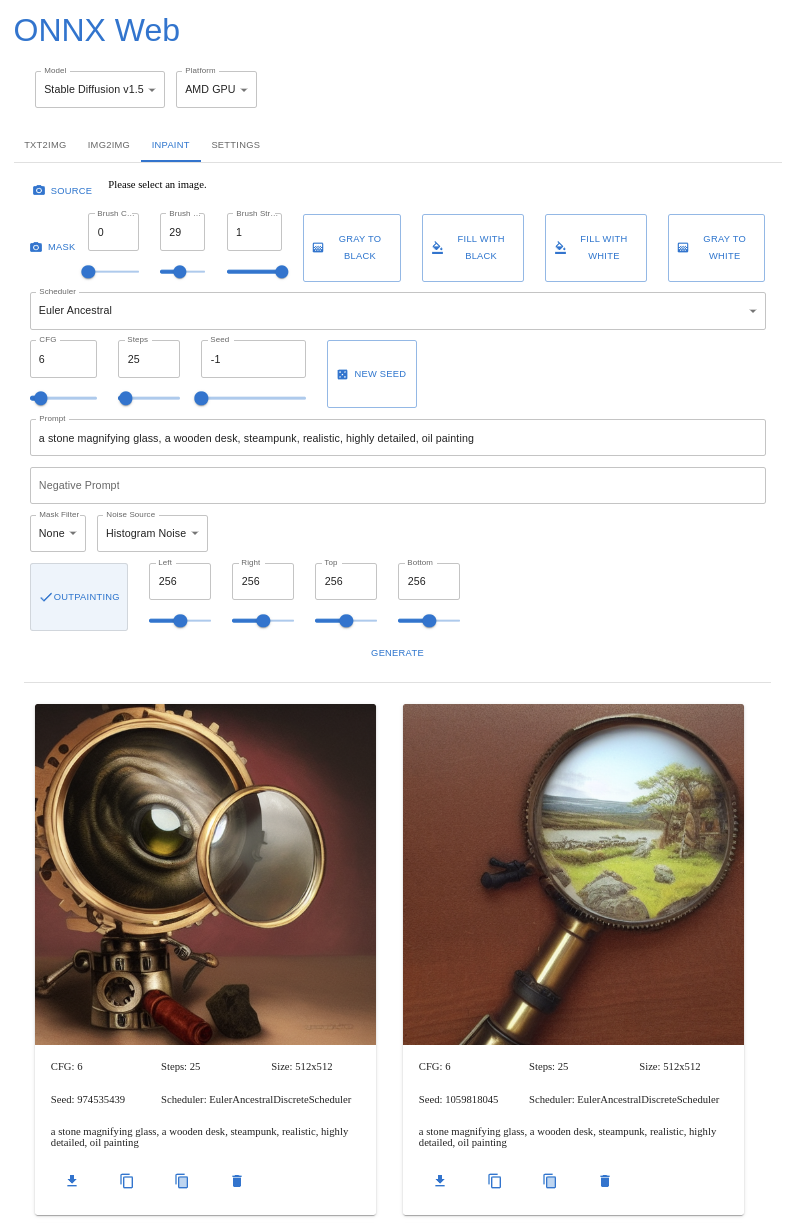 ONNX Web
Model
Stable Diffusion v1.5
Platform
AMD GPU
TXT2IMG IMG2IMG INPAINT SETTINGS
SOURCE
Please select an image.
MASK
Brush C...
0
Brush ...
29
Brush Str...
1
GRAY TO
BLACK
FILL WITH
BLACK
FILL WITH
WHITE
GRAY TO
WHITE
Scheduler
Euler Ancestral
CFG
6
Steps
25
Seed
-1
NEW SEED
Prompt
a stone magnifying glass, a wooden desk, steampunk, realistic, highly detailed, oil painting
Negative Prompt
Mask Filter
None
Noise Source
Histogram Noise
OUTPAINTING
Left
256
Right
256
Top
256
Bottom
256
GENERATE
CFG: 6 Steps: 25 Size: 512x512
Seed: 974535439 Scheduler: EulerAncestralDiscreteScheduler
a stone magnifying glass, a wooden desk, steampunk, realistic, highly
detailed, oil painting
CFG: 6 Steps: 25 Size: 512x512
Seed: 1059818045 Scheduler: EulerAncestralDiscreteScheduler
a stone magnifying glass, a wooden desk, steampunk, realistic, highly
detailed, oil painting